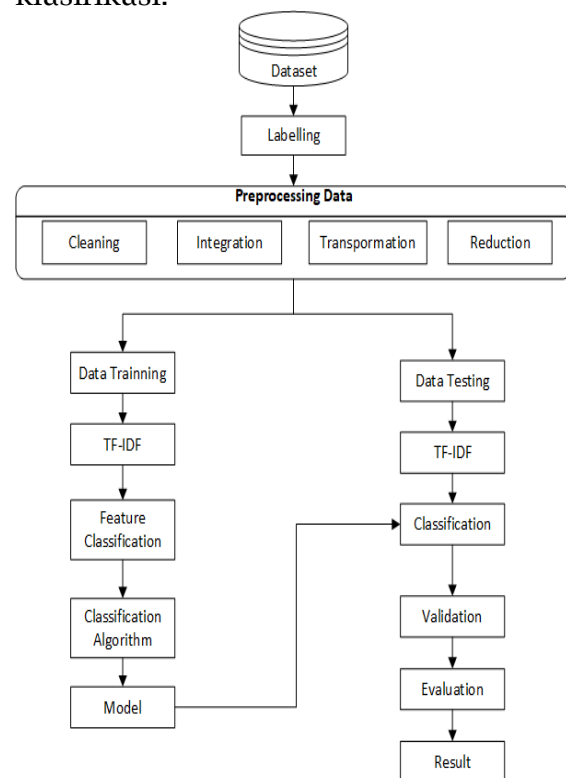 klasifikasi.
Dataset
Labelling
Preprocessing Data
Cleaning
Integration
Transpormation
Reduction
Data Trainning
TF-IDF
Feature
Classification
Classification
Algorithm
Model
Data Testing
TF-IDF
Classification
Validation
Evaluation
Result